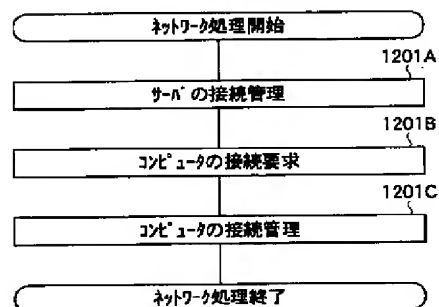 ﾈｯﾄﾜｰｸ処理開始
1201A
ｻｰﾊﾞの接続管理
1201B
ｺﾝﾋﾟｭｰﾀの接続要求
1201C
ｺﾝﾋﾟｭｰﾀの接続管理
ﾈｯﾄﾜｰｸ処理終了